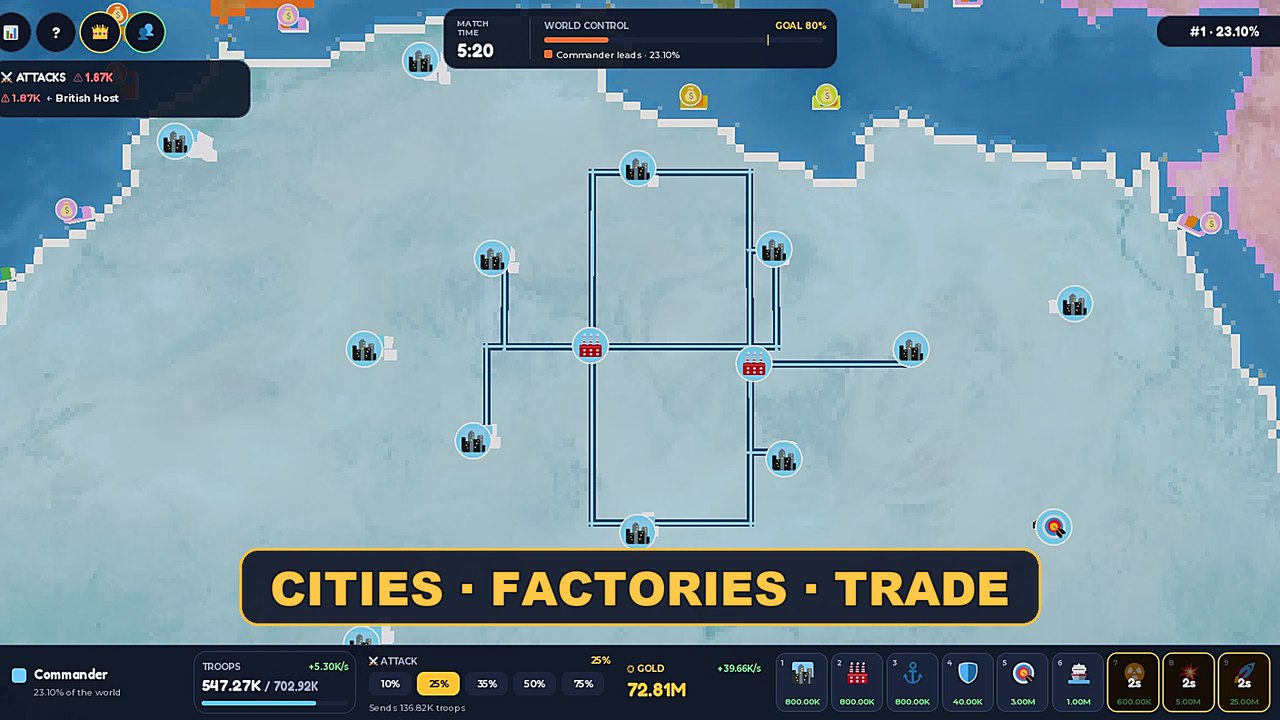 ?
MATCH TIME
5:20
WORLD CONTROL
GOAL 80%
Commander leads · 23.10%
#1 · 23.10%
ATTACKS ⚠ 1.87K
⚠ 1.87K ← British Host
CITIES · FACTORIES · TRADE
Commander
23.10% of the world
TROOPS +5.30K/s
547.27K / 702.92K
ATTACK 25%
10% 25% 35% 50% 75%
Sends 136.82K troops
GOLD +39.66K/s
72.81M
1 2 3 4 5 6 7 8 9
2s 2s 2s
800.00K 800.00K 800.00K 40.00K 3.00M 1.00M 600.00K 5.00M 25.00M